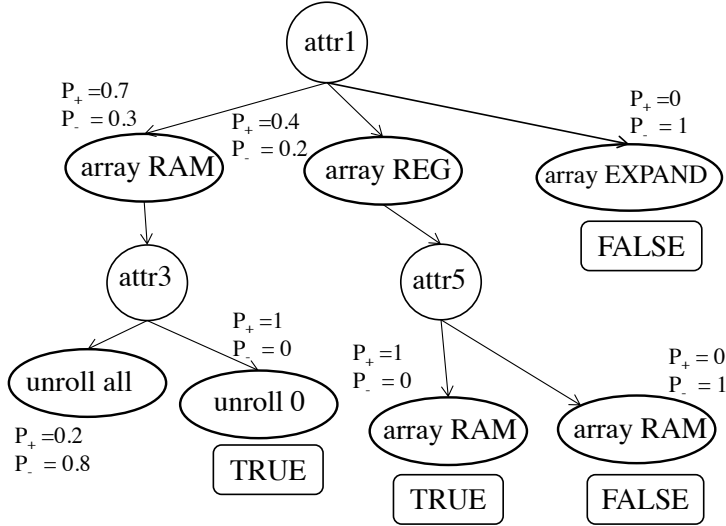 attr1
P+ =0.7
P- = 0.3
P+ =0.4
P- = 0.2
P+ =0
P- = 1
array RAM
array REG
array EXPAND
FALSE
attr3
attr5
P+ =1
P- = 0
P+ =1
P- = 0
P+ = 0
P- = 1
unroll all
unroll 0
array RAM
array RAM
P+ =0.2
P- = 0.8
TRUE
TRUE
FALSE